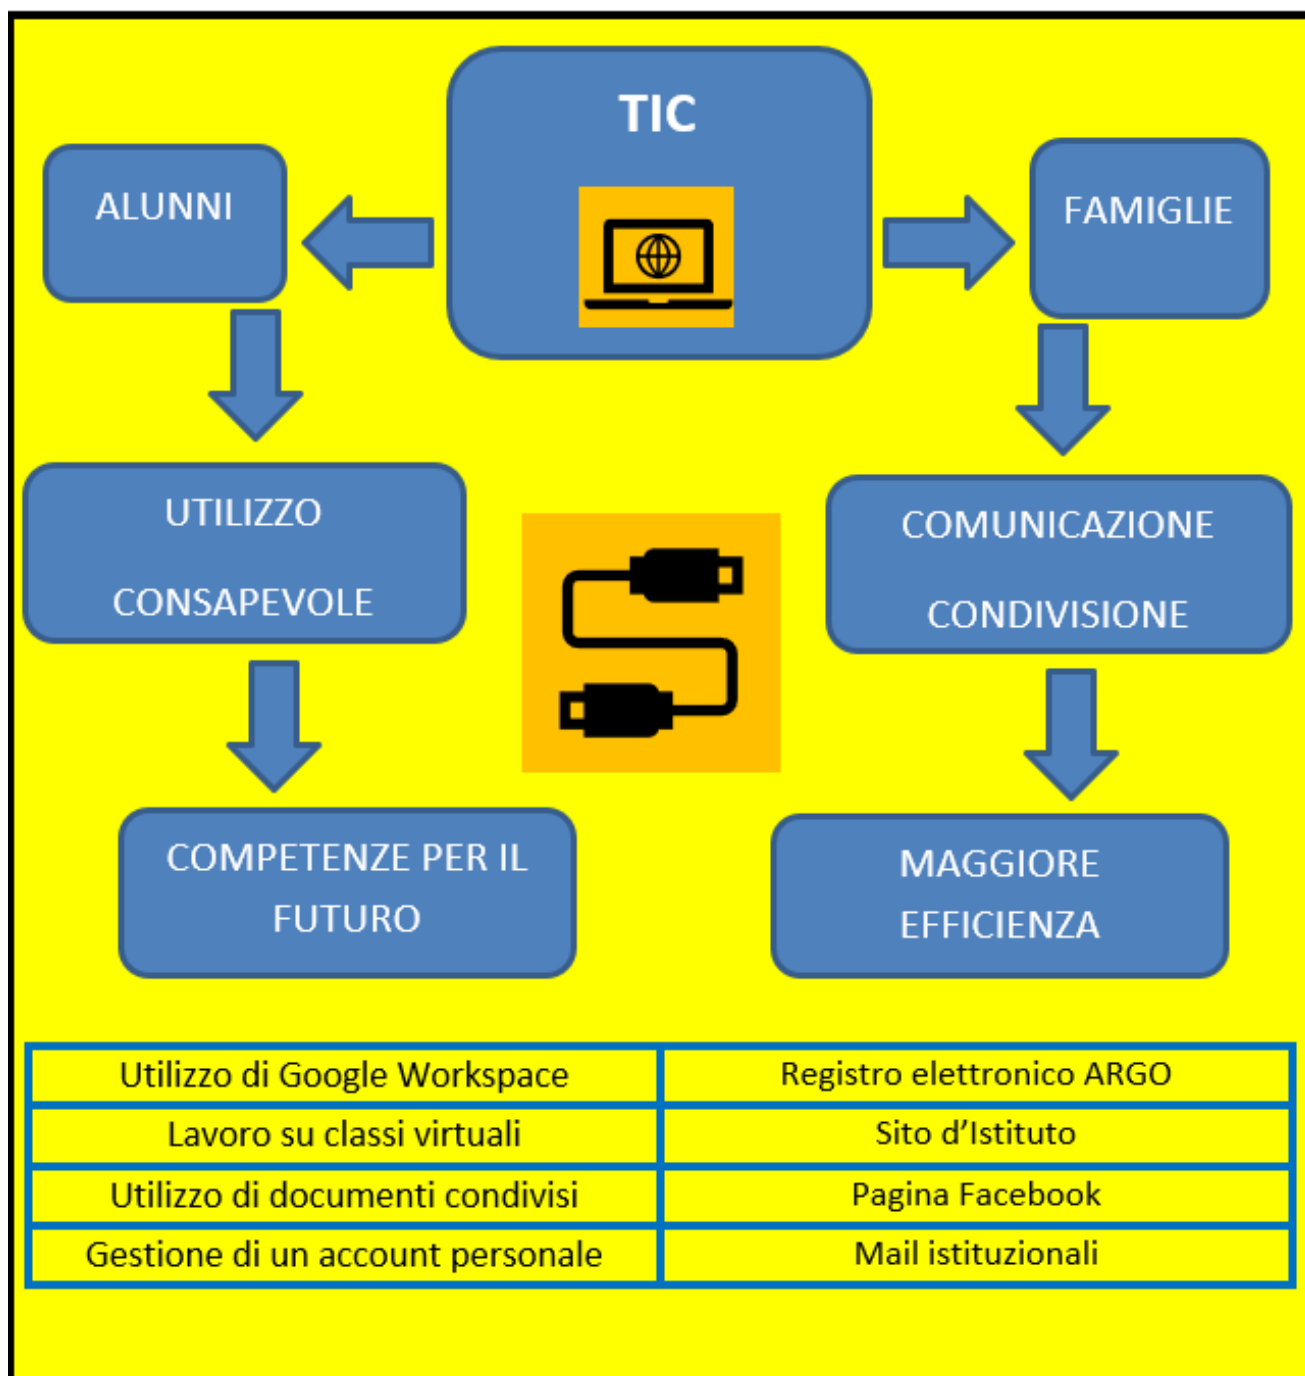 TIC
ALUNNI
FAMIGLIE
UTILIZZO
CONSAPEVOLE
COMUNICAZIONE
CONDIVISIONE
COMPETENZE PER IL
FUTURO
MAGGIORE
EFFICIENZA
Utilizzo di Google Workspace
Registro elettronico ARGO
Lavoro su classi virtuali
Sito d’Istituto
Utilizzo di documenti condivisi
Pagina Facebook
Gestione di un account personale
Mail istituzionali